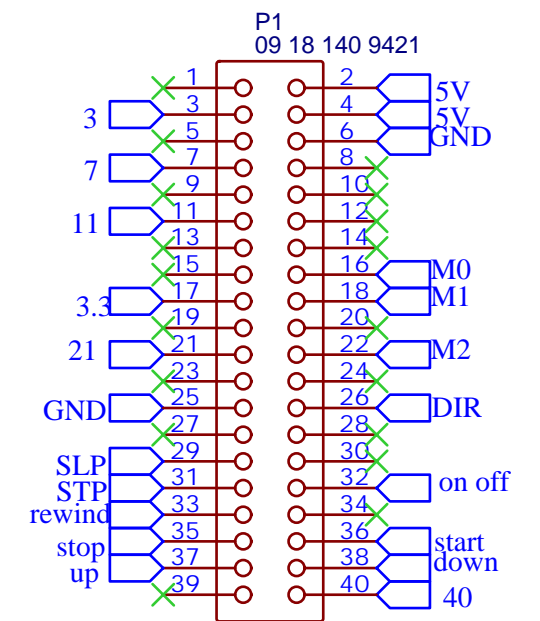 P1
09 18 140 9421
1 2 5V
3 3 4 5V
5 6 GND
7 7 8
9 10
11 11 12
13 14
15 16 M0
3.3 17 18 M1
19 20
21 21 22 M2
23 24
GND 25 26 DIR
27 28
SLP 29 30
STP 31 32 on off
rewind 33 34
stop 35 36 start
up 37 38 down
39 40 40